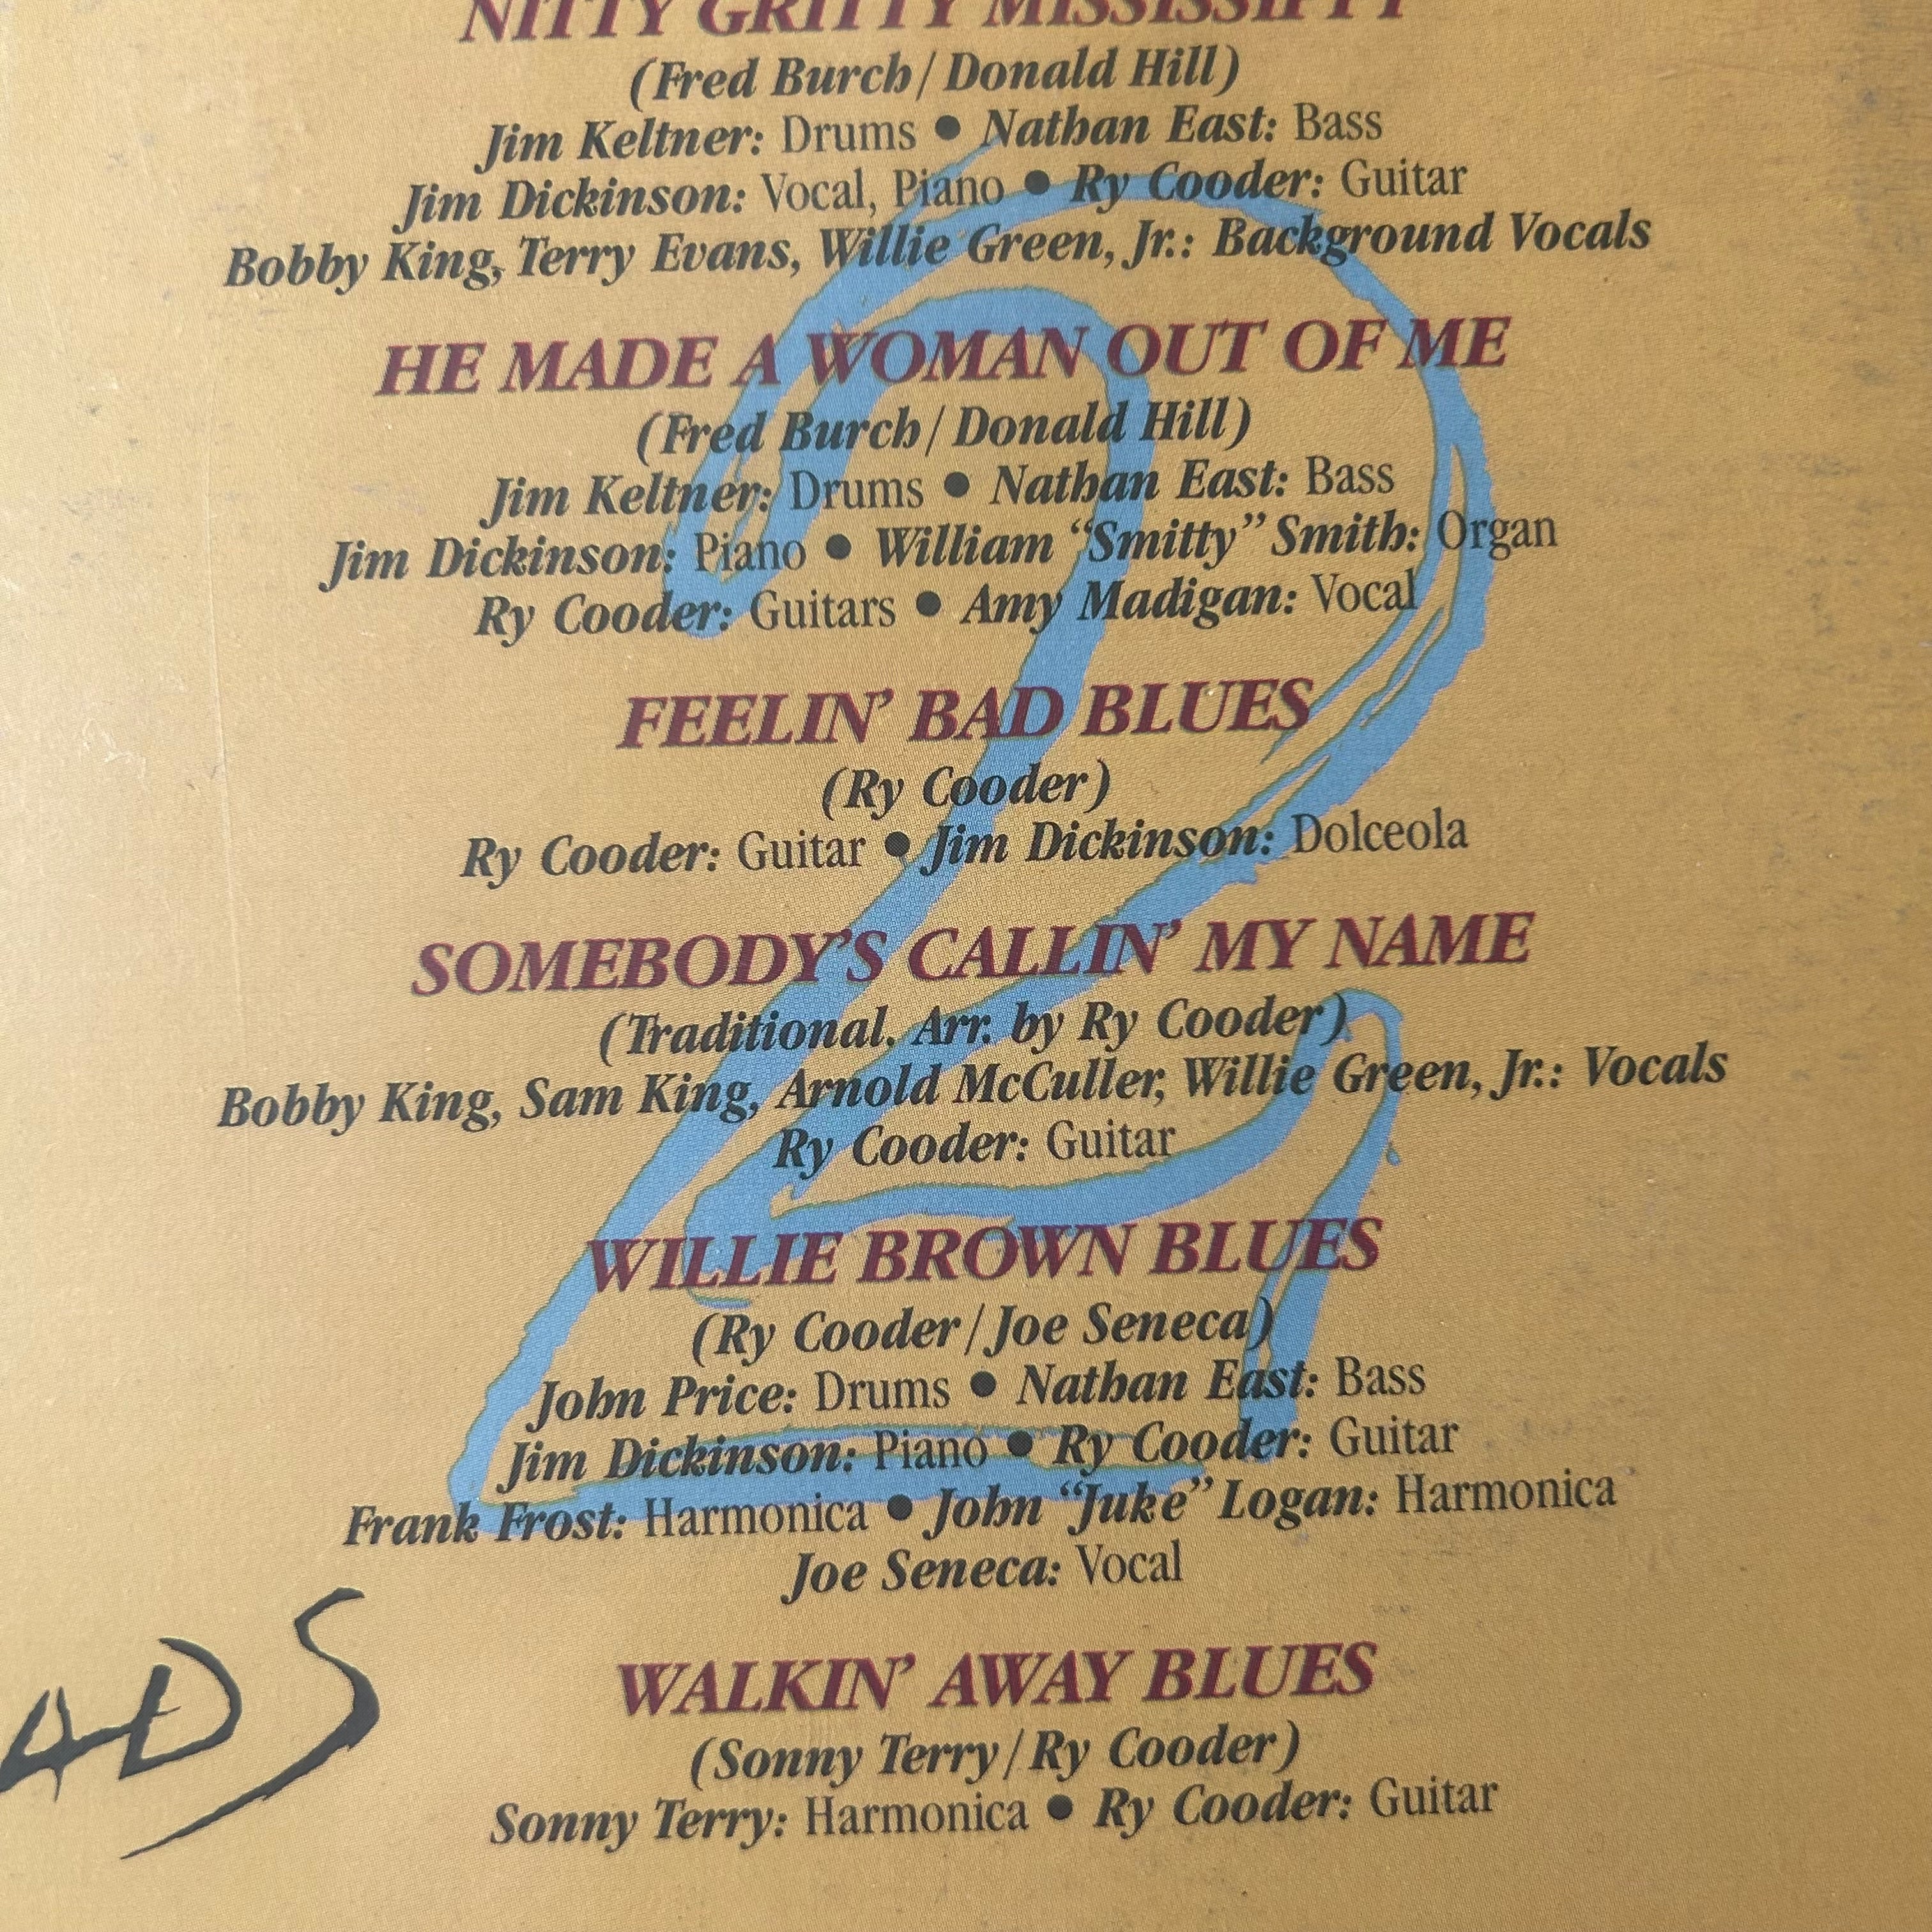 NITTY GRITTY MISSISSIPPI
(Fred Burch/Donald Hill)
Jim Keltner: Drums • Nathan East: Bass
Jim Dickinson: Vocal, Piano • Ry Cooder: Guitar
Bobby King, Terry Evans, Willie Green, Jr.: Background Vocals
HE MADE A WOMAN OUT OF ME
(Fred Burch/Donald Hill)
Jim Keltner: Drums • Nathan East: Bass
Jim Dickinson: Piano • William “Smitty” Smith: Organ
Ry Cooder: Guitars • Amy Madigan: Vocal
FEELIN’ BAD BLUES
(Ry Cooder)
Ry Cooder: Guitar • Jim Dickinson: Dolceola
SOMEBODY’S CALLIN’ MY NAME
(Traditional. Arr. by Ry Cooder)
Bobby King, Sam King, Arnold McCuller, Willie Green, Jr.: Vocals
Ry Cooder: Guitar
WILLIE BROWN BLUES
(Ry Cooder/Joe Seneca)
John Price: Drums • Nathan East: Bass
Jim Dickinson: Piano • Ry Cooder: Guitar
Frank Frost: Harmonica • John “Juke” Logan: Harmonica
Joe Seneca: Vocal
WALKIN’ AWAY BLUES
(Sonny Terry/Ry Cooder)
Sonny Terry: Harmonica • Ry Cooder: Guitar
ADS
2